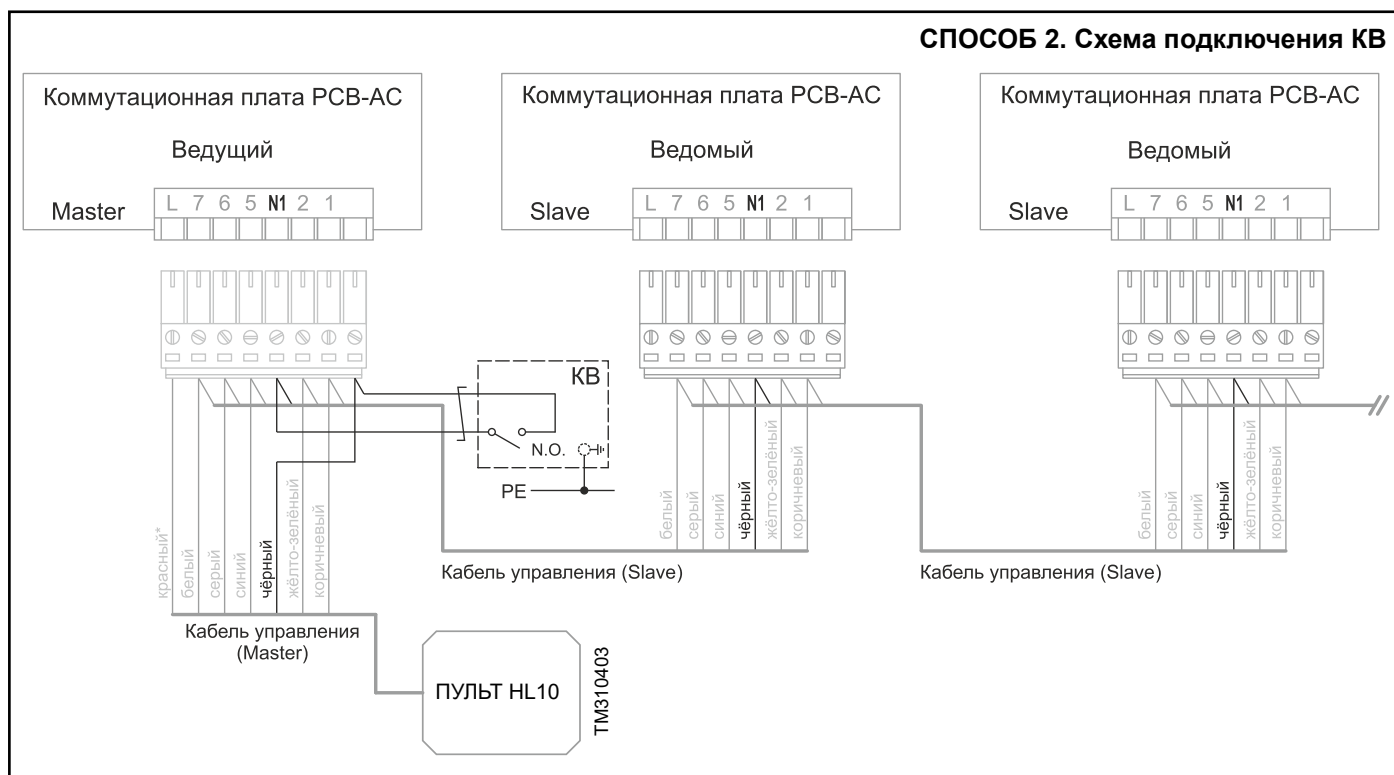 СПОСОБ 2. Схема подключения КВ
Коммутационная плата PCB-AC
Ведущий
Master
L 7 6 5 N1 2 1
Коммутационная плата PCB-AC
Ведомый
Slave
L 7 6 5 N1 2 1
Коммутационная плата PCB-AC
Ведомый
Slave
L 7 6 5 N1 2 1
КВ
N.O.
PE
красный*
белый
серый
синий
чёрный
жёлто-зелёный
коричневый
белый
серый
синий
чёрный
жёлто-зелёный
коричневый
белый
серый
синий
чёрный
жёлто-зелёный
коричневый
Кабель управления (Slave)
Кабель управления (Slave)
Кабель управления
(Master)
ПУЛЬТ HL10
TM310403